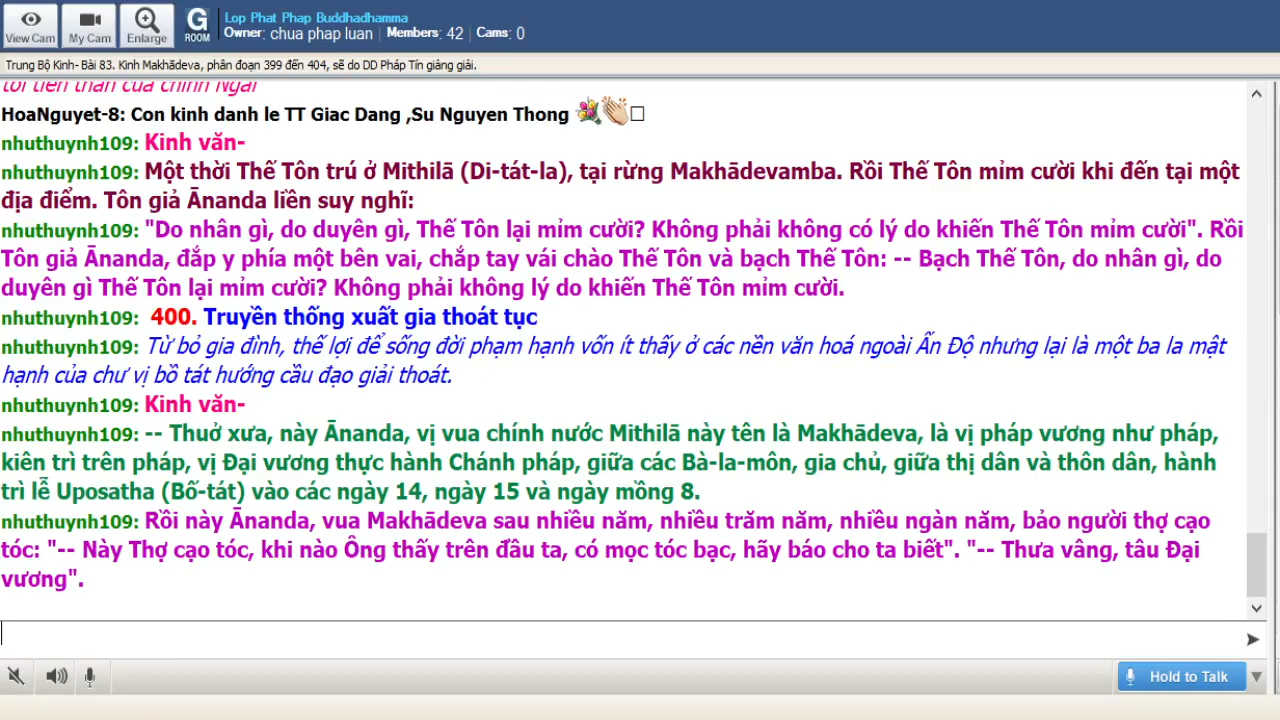 View Cam
My Cam
Enlarge
G
ROOM
Lop Phat Phap Buddhadhamma
Owner: chua phap luan | Members: 42 | Cams: 0
Trung Bộ Kinh- Bài 83. Kinh Makhādeva, phân đoạn 399 đến 404, sẽ do DD Pháp Tín giảng giải.
tới tiền thân của chính Ngài
HoaNguyet-8: Con kinh danh le TT Giac Dang ,Su Nguyen Thong 💐👏
nhuthuynh109: Kinh văn-
nhuthuynh109: Một thời Thế Tôn trú ở Mithilā (Di-tát-la), tại rừng Makhādevamba. Rồi Thế Tôn mỉm cười khi đến tại một
địa điểm. Tôn giả Ānanda liền suy nghĩ:
nhuthuynh109: "Do nhân gì, do duyên gì, Thế Tôn lại mỉm cười? Không phải không có lý do khiến Thế Tôn mỉm cười". Rồi
Tôn giả Ānanda, đắp y phía một bên vai, chắp tay vái chào Thế Tôn và bạch Thế Tôn: -- Bạch Thế Tôn, do nhân gì, do
duyên gì Thế Tôn lại mỉm cười? Không phải không lý do khiến Thế Tôn mỉm cười.
nhuthuynh109: 400. Truyền thống xuất gia thoát tục
nhuthuynh109: Từ bỏ gia đình, thế lợi để sống đời phạm hạnh vốn ít thấy ở các nền văn hoá ngoài Ấn Độ nhưng lại là một ba la mật
hạnh của chư vị bồ tát hướng cầu đạo giải thoát.
nhuthuynh109: Kinh văn-
nhuthuynh109: -- Thuở xưa, này Ānanda, vị vua chính nước Mithilā này tên là Makhādeva, là vị pháp vương như pháp,
kiên trì trên pháp, vị Đại vương thực hành Chánh pháp, giữa các Bà-la-môn, gia chủ, giữa thị dân và thôn dân, hành
trì lễ Uposatha (Bố-tát) vào các ngày 14, ngày 15 và ngày mồng 8.
nhuthuynh109: Rồi này Ānanda, vua Makhādeva sau nhiều năm, nhiều trăm năm, nhiều ngàn năm, bảo người thợ cạo
tóc: "-- Này Thợ cạo tóc, khi nào Ông thấy trên đầu ta, có mọc tóc bạc, hãy báo cho ta biết". "-- Thưa vâng, tâu Đại
vương".
Hold to Talk